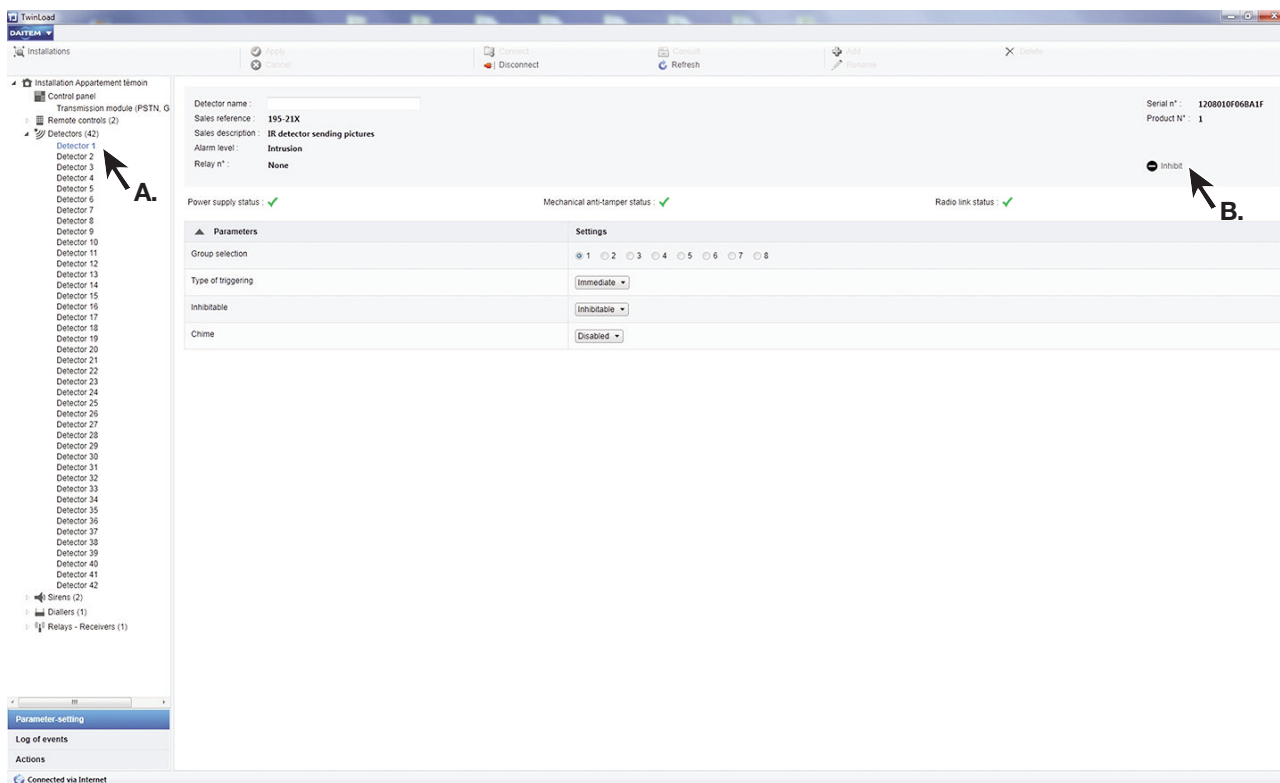 TwinLoad
DAITEM
Installations
Apply
Cancel
Connect
Disconnect
Consult
Refresh
Add
Rename
Delete
Installation Appartement témoin
Control panel
Transmission module (PSTN, G
Remote controls (2)
Detectors (42)
Detector 1
Detector 2
Detector 3
Detector 4
Detector 5
Detector 6
Detector 7
Detector 8
Detector 9
Detector 10
Detector 11
Detector 12
Detector 13
Detector 14
Detector 15
Detector 16
Detector 17
Detector 18
Detector 19
Detector 20
Detector 21
Detector 22
Detector 23
Detector 24
Detector 25
Detector 26
Detector 27
Detector 28
Detector 29
Detector 30
Detector 31
Detector 32
Detector 33
Detector 34
Detector 35
Detector 36
Detector 37
Detector 38
Detector 39
Detector 40
Detector 41
Detector 42
Sirens (2)
Diallers (1)
Relays - Receivers (1)
A.
Parameter-setting
Log of events
Actions
Connected via Internet
Detector name :
Sales reference : 195-21X
Sales description : IR detector sending pictures
Alarm level : Intrusion
Relay n° : None
Serial n° : 1208010F06BA1F
Product N° : 1
Inhibit
B.
Power supply status :
Mechanical anti-tamper status :
Radio link status :
Parameters Settings
Group selection 1 2 3 4 5 6 7 8
Type of triggering Immediate
Inhibitable Inhibitable
Chime Disabled